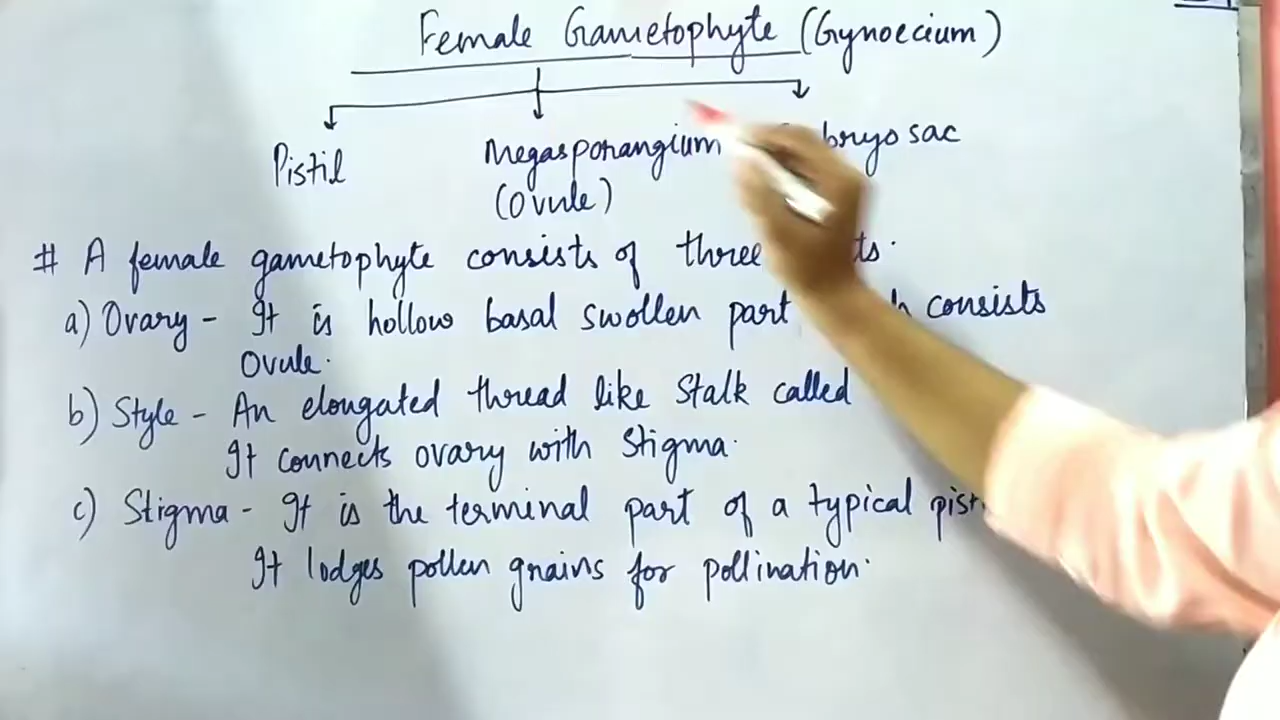 Female Gametophyte (Gynoecium)
Pistil Megasporangium bryo sac
(Ovule)
# A female gametophyte consists of three ts.
a) Ovary - It is hollow basal swollen part h consists
Ovule.
b) Style - An elongated thread like stalk called
It connects ovary with stigma.
c) Stigma - It is the terminal part of a typical pist
It lodges pollen grains for pollination.